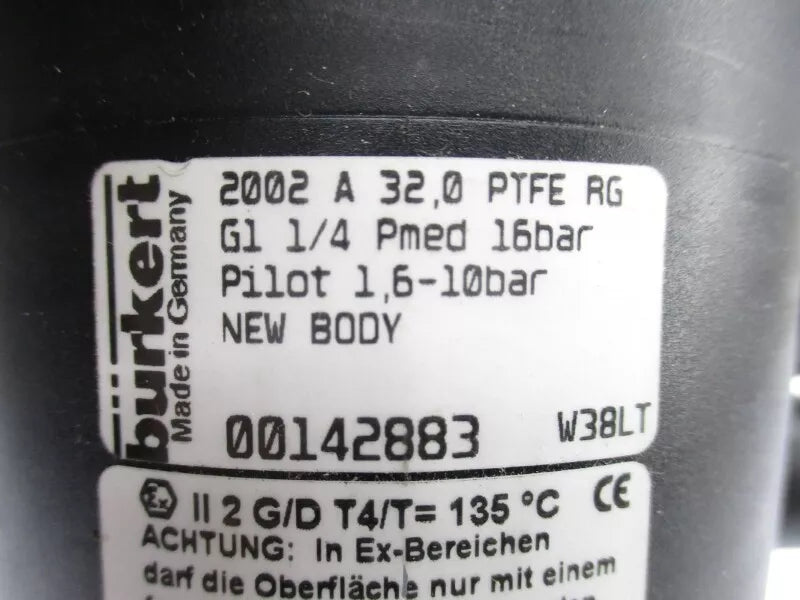 bürkert
Made in Germany
2002 A 32,0 PTFE RG
G1 1/4 Pmed 16bar
Pilot 1,6-10bar
NEW BODY
00142883 W38LT
Ex II 2 G/D T4/T= 135 °C CE
ACHTUNG: In Ex-Bereichen
darf die Oberfläche nur mit einem